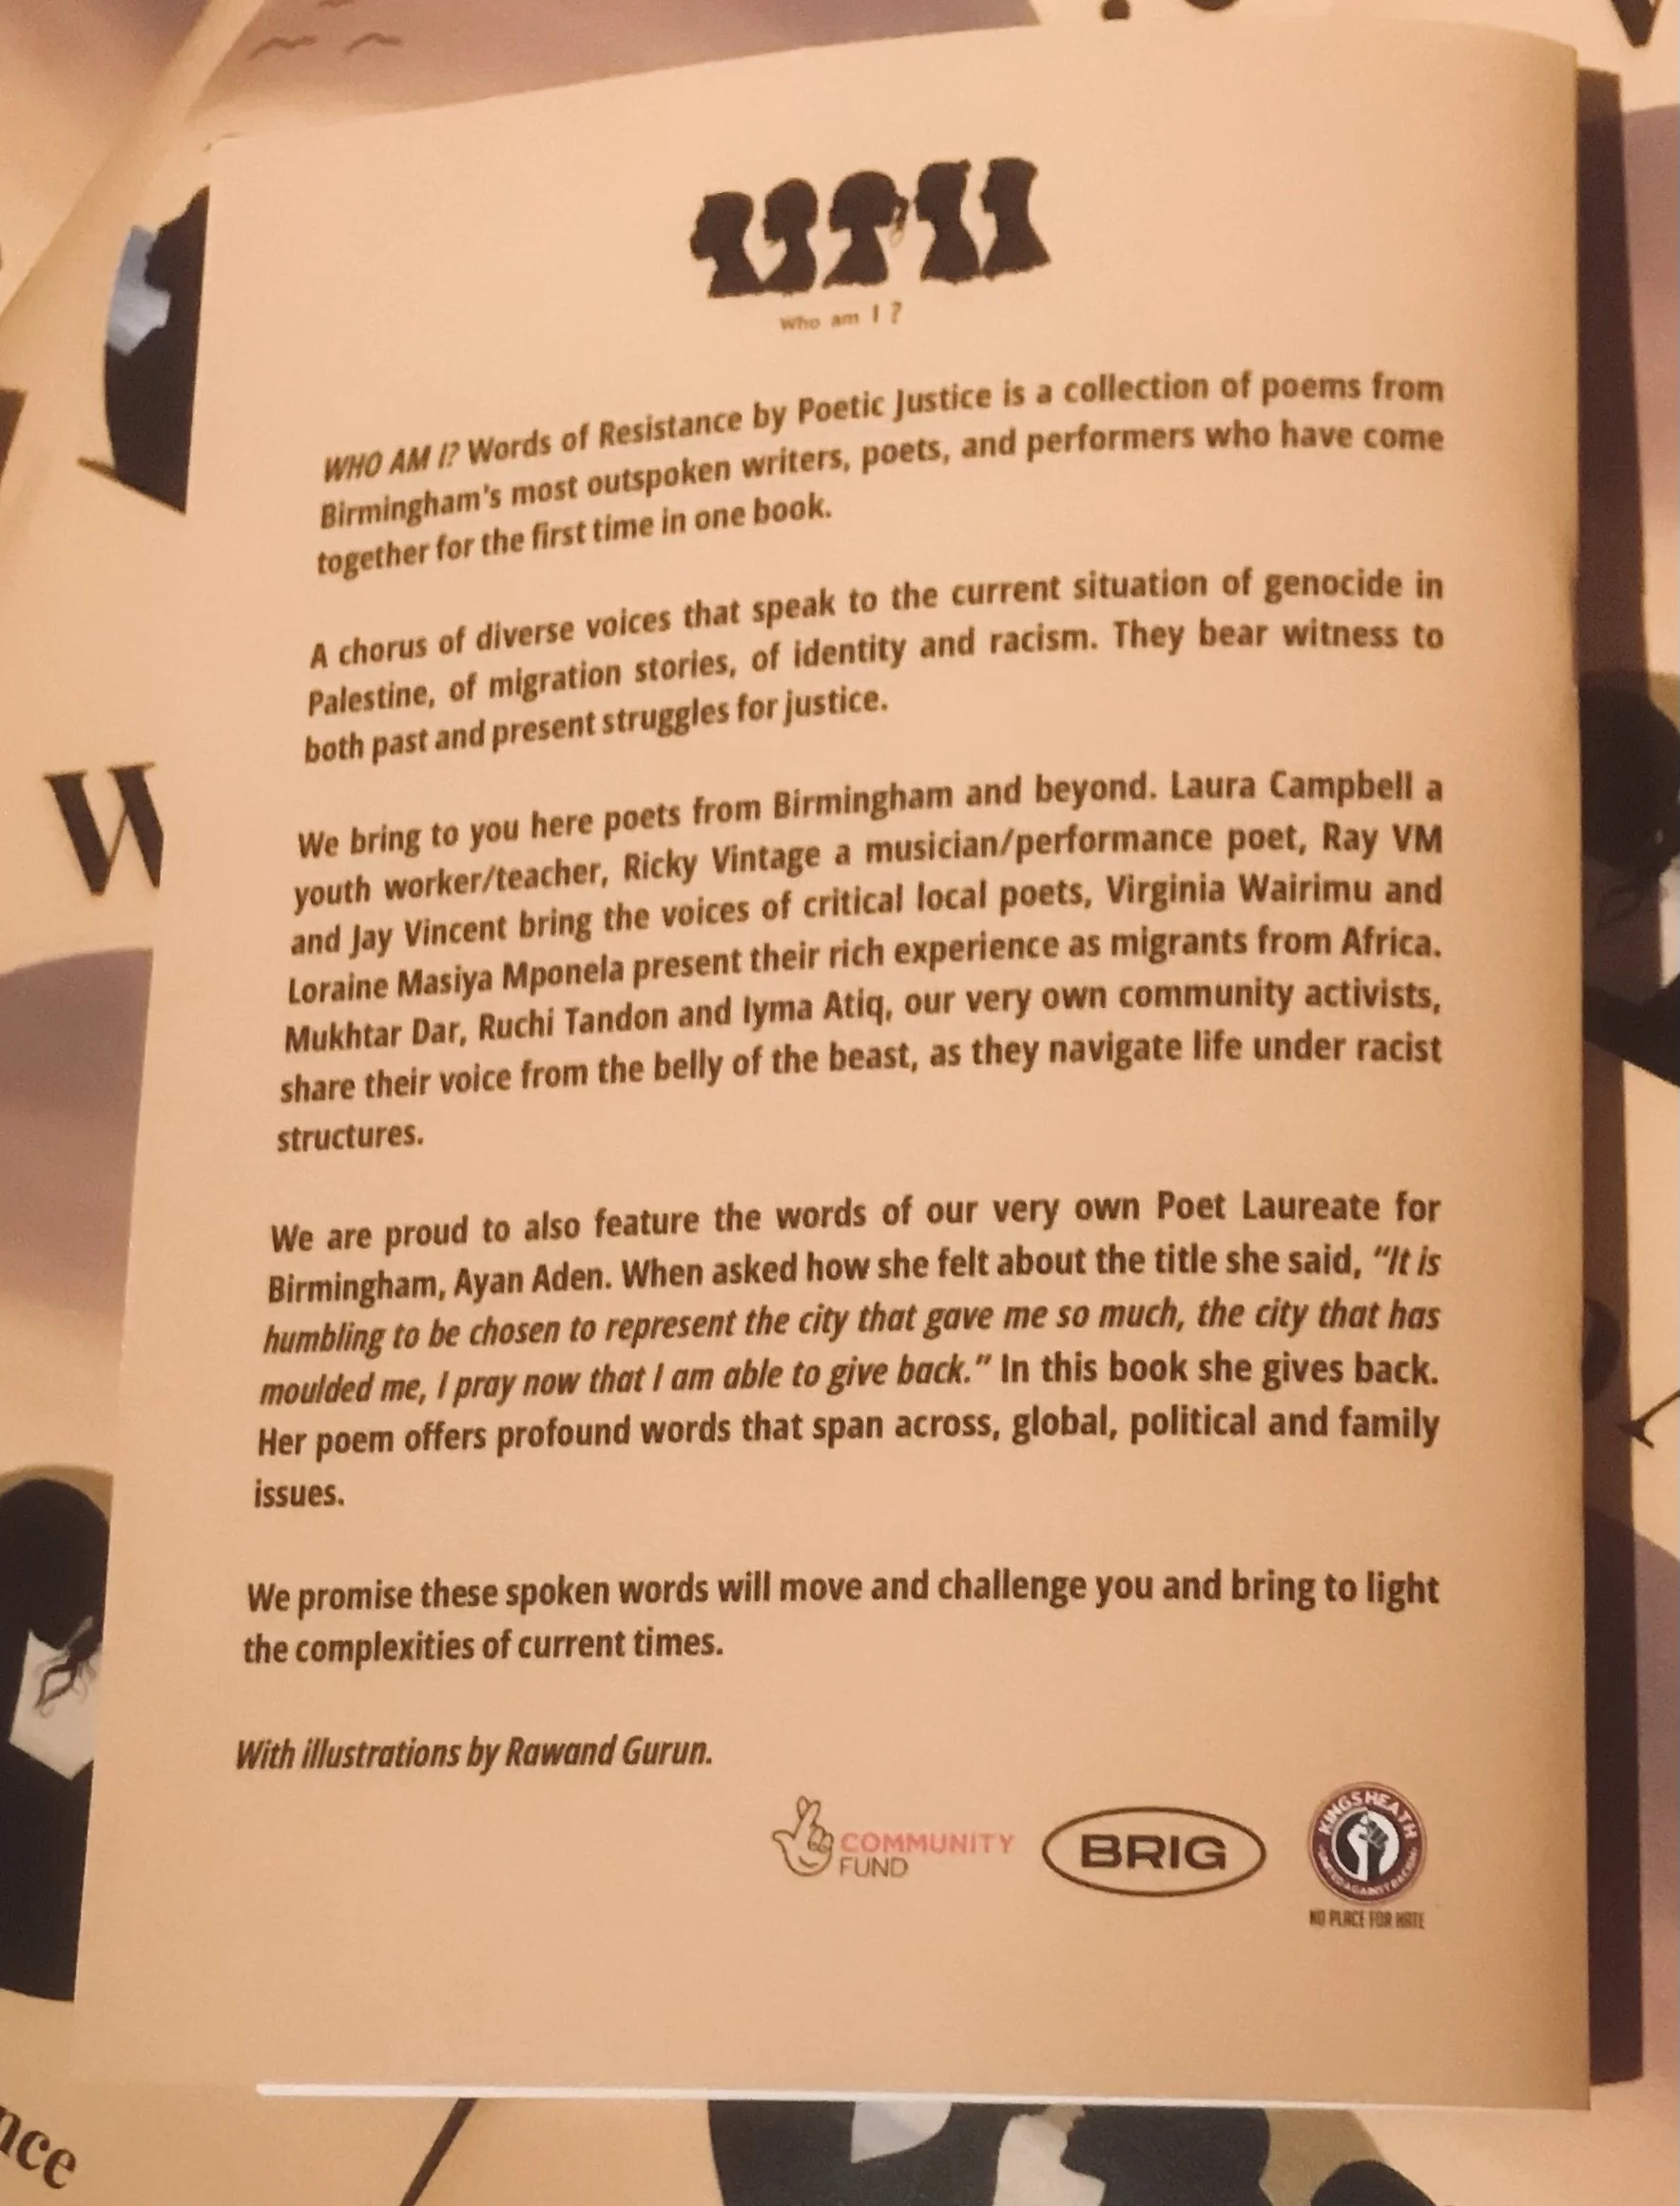 Who am I ?
WHO AM I? Words of Resistance by Poetic Justice is a collection of poems from
Birmingham's most outspoken writers, poets, and performers who have come
together for the first time in one book.
A chorus of diverse voices that speak to the current situation of genocide in
Palestine, of migration stories, of identity and racism. They bear witness to
both past and present struggles for justice.
We bring to you here poets from Birmingham and beyond. Laura Campbell a
youth worker/teacher, Ricky Vintage a musician/performance poet, Ray VM
and Jay Vincent bring the voices of critical local poets, Virginia Wairimu and
Loraine Masiya Mponela present their rich experience as migrants from Africa.
Mukhtar Dar, Ruchi Tandon and Iyma Atiq, our very own community activists,
share their voice from the belly of the beast, as they navigate life under racist
structures.
We are proud to also feature the words of our very own Poet Laureate for
Birmingham, Ayan Aden. When asked how she felt about the title she said, “It is
humbling to be chosen to represent the city that gave me so much, the city that has
moulded me, I pray now that I am able to give back.” In this book she gives back.
Her poem offers profound words that span across, global, political and family
issues.
We promise these spoken words will move and challenge you and bring to light
the complexities of current times.
With illustrations by Rawand Gurun.
COMMUNITY
FUND
BRIG
KINGS HEATH
UNITED AGAINST RACISM
NO PLACE FOR HATE
W
nce